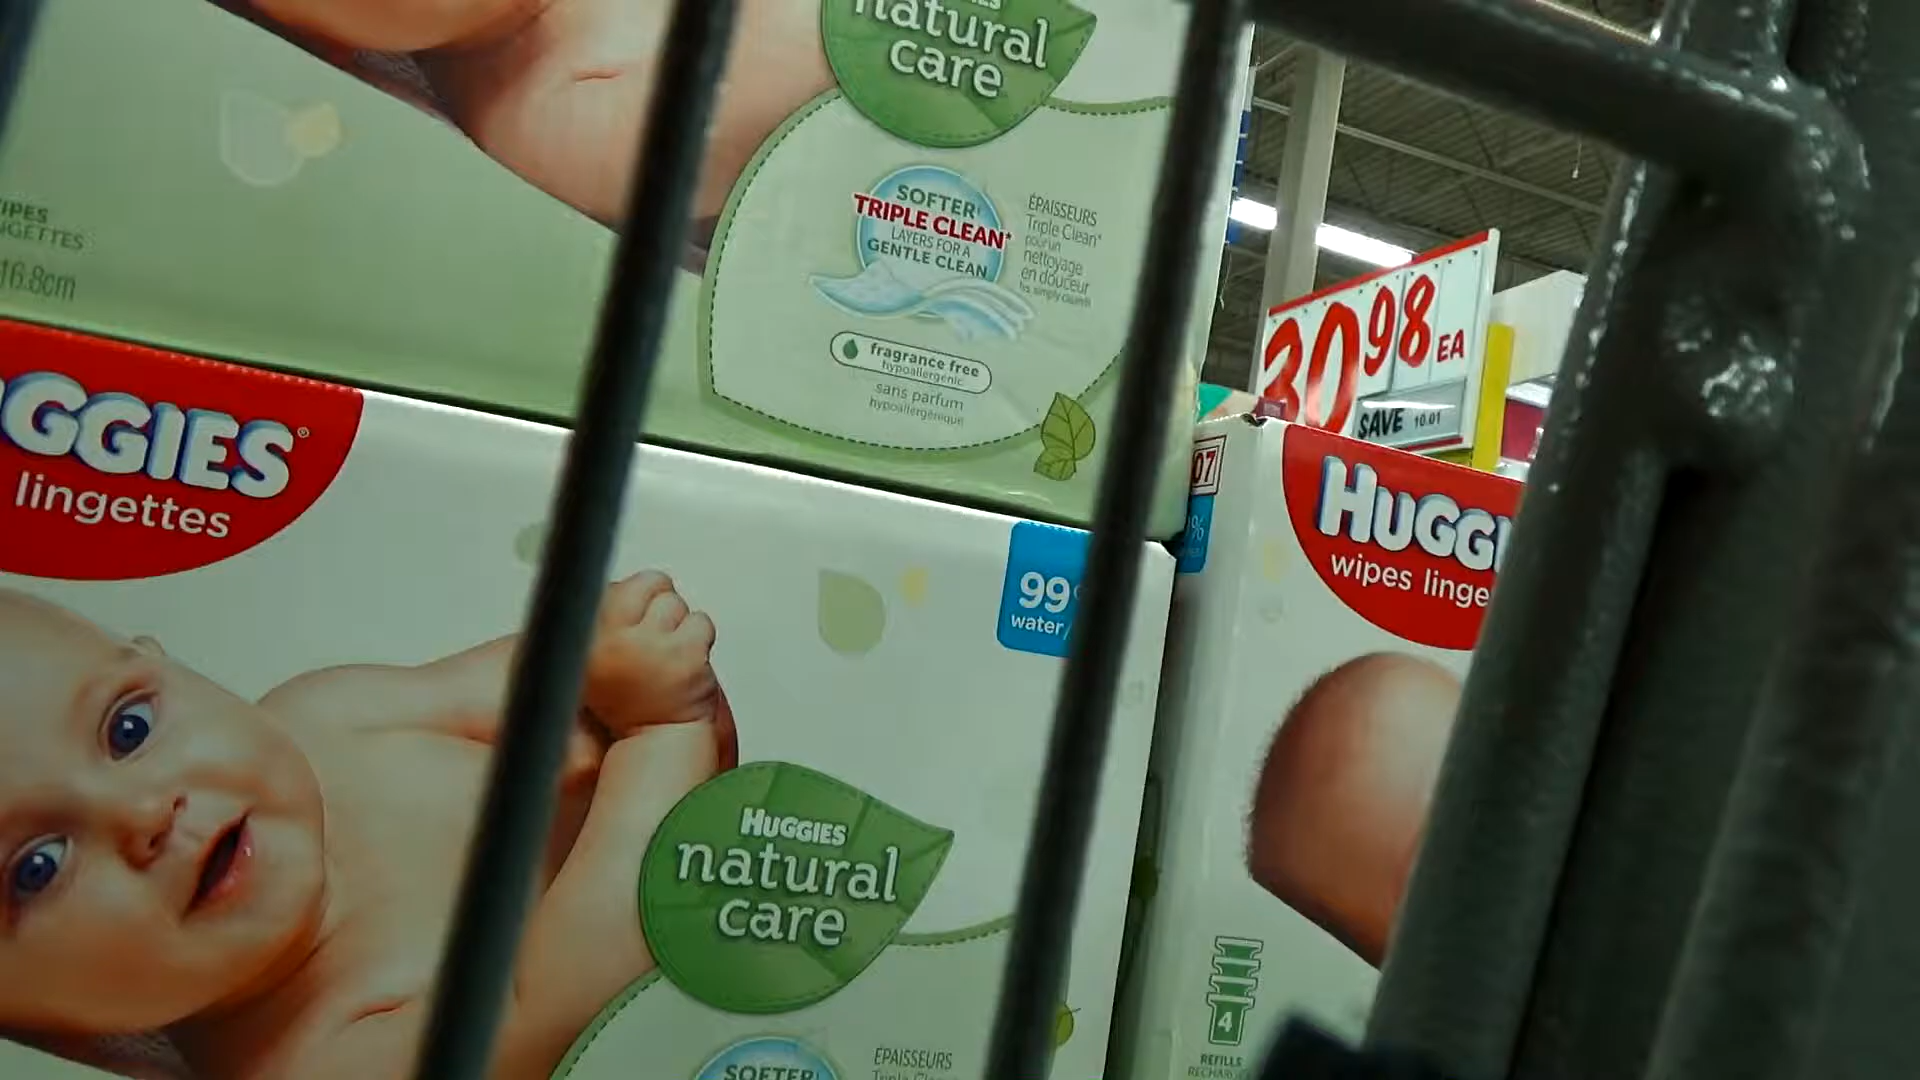 natural
care
SOFTER
TRIPLE CLEAN*
LAYERS FOR A
GENTLE CLEAN
ÉPAISSEURS
Triple Clean*
pour un
nettoyage
en douceur
fragrance free
hypoallergenic
sans parfum
hypoallergénique
16.8cm
GGIES®
lingettes
99
water/
HUGGIES
natural
care
SOFTER
ÉPAISSEURS
30 98 EA
SAVE 10.01
07
%
HUGGI
wipes linge
4
REFILLS